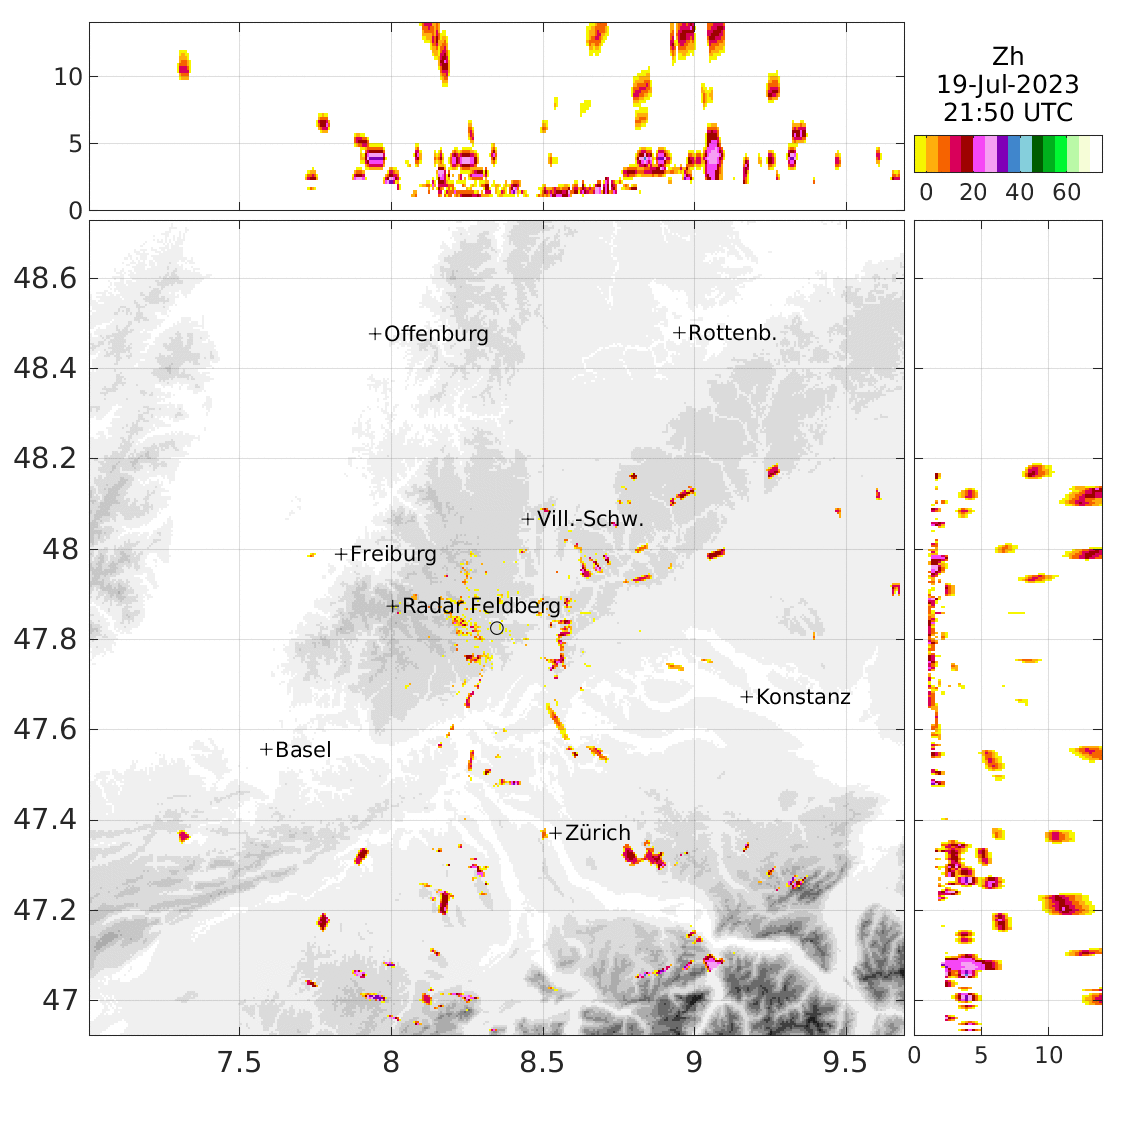 Zh
19-Jul-2023
21:50 UTC
10
5
0
0 20 40 60
48.6
48.4
48.2
48
47.8
47.6
47.4
47.2
47
+Offenburg
+Rottenb.
+Vill.-Schw.
+Freiburg
+Radar Feldberg
+Konstanz
+Basel
+Zürich
7.5 8 8.5 9 9.5
0 5 10